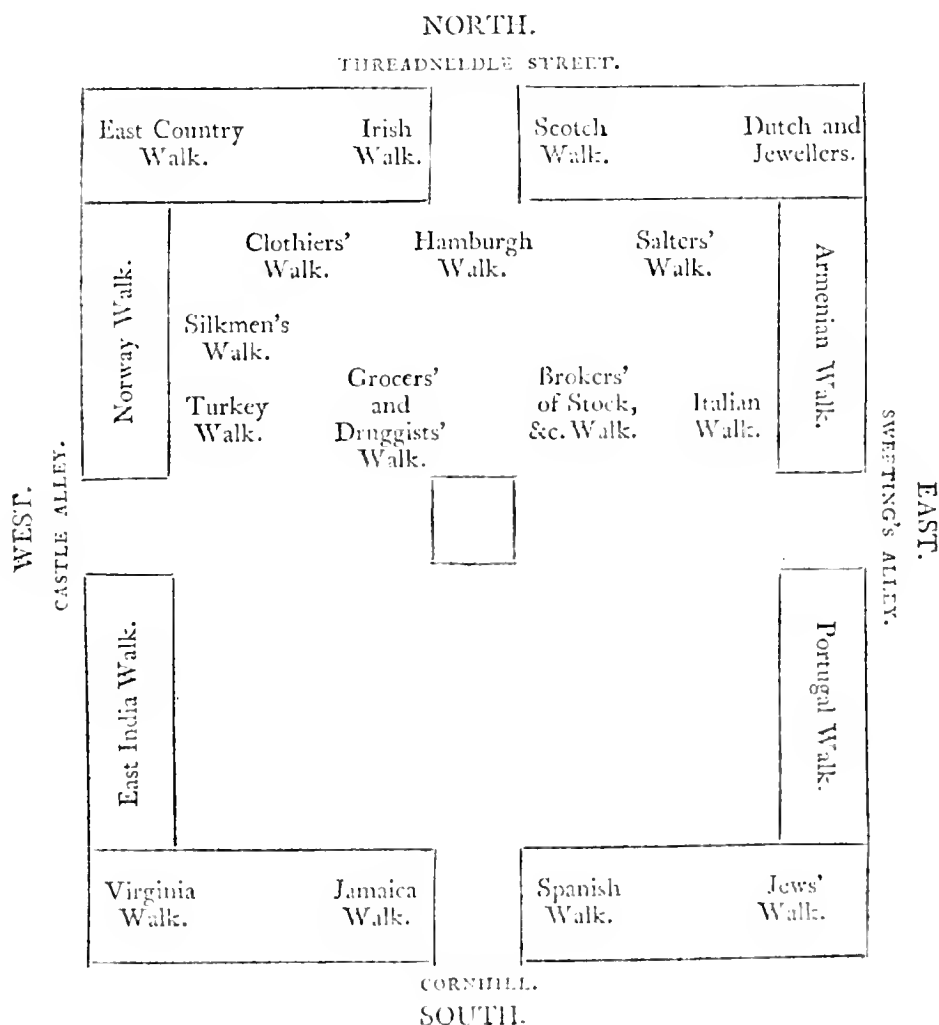 NORTH.
THREADNELDLE STREET.
East Country
Walk.
Irish
Walk.
Scotch
Walk.
Dutch and
Jewellers.
Clothiers'
Walk.
Hamburgh
Walk.
Salters'
Walk.
Norway Walk.
Armenian Walk.
Silkmen's
Walk.
Turkey
Walk.
Grocers'
and
Druggists'
Walk.
Brokers'
of Stock,
&c. Walk.
Italian
Walk.
WEST.
CASTLE ALLEY.
SWEETING'S ALLEY.
EAST.
East India Walk.
Portugal Walk.
Virginia
Walk.
Jamaica
Walk.
Spanish
Walk.
Jews'
Walk.
CORNHILL.
SOUTH.